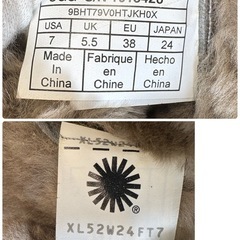 9BHT79V0HTJKH0X
USA UK EU JAPAN
7 5.5 38 24
Made in Fabrique Hecho
in en en
China Chine China
®
XL52W24FT7